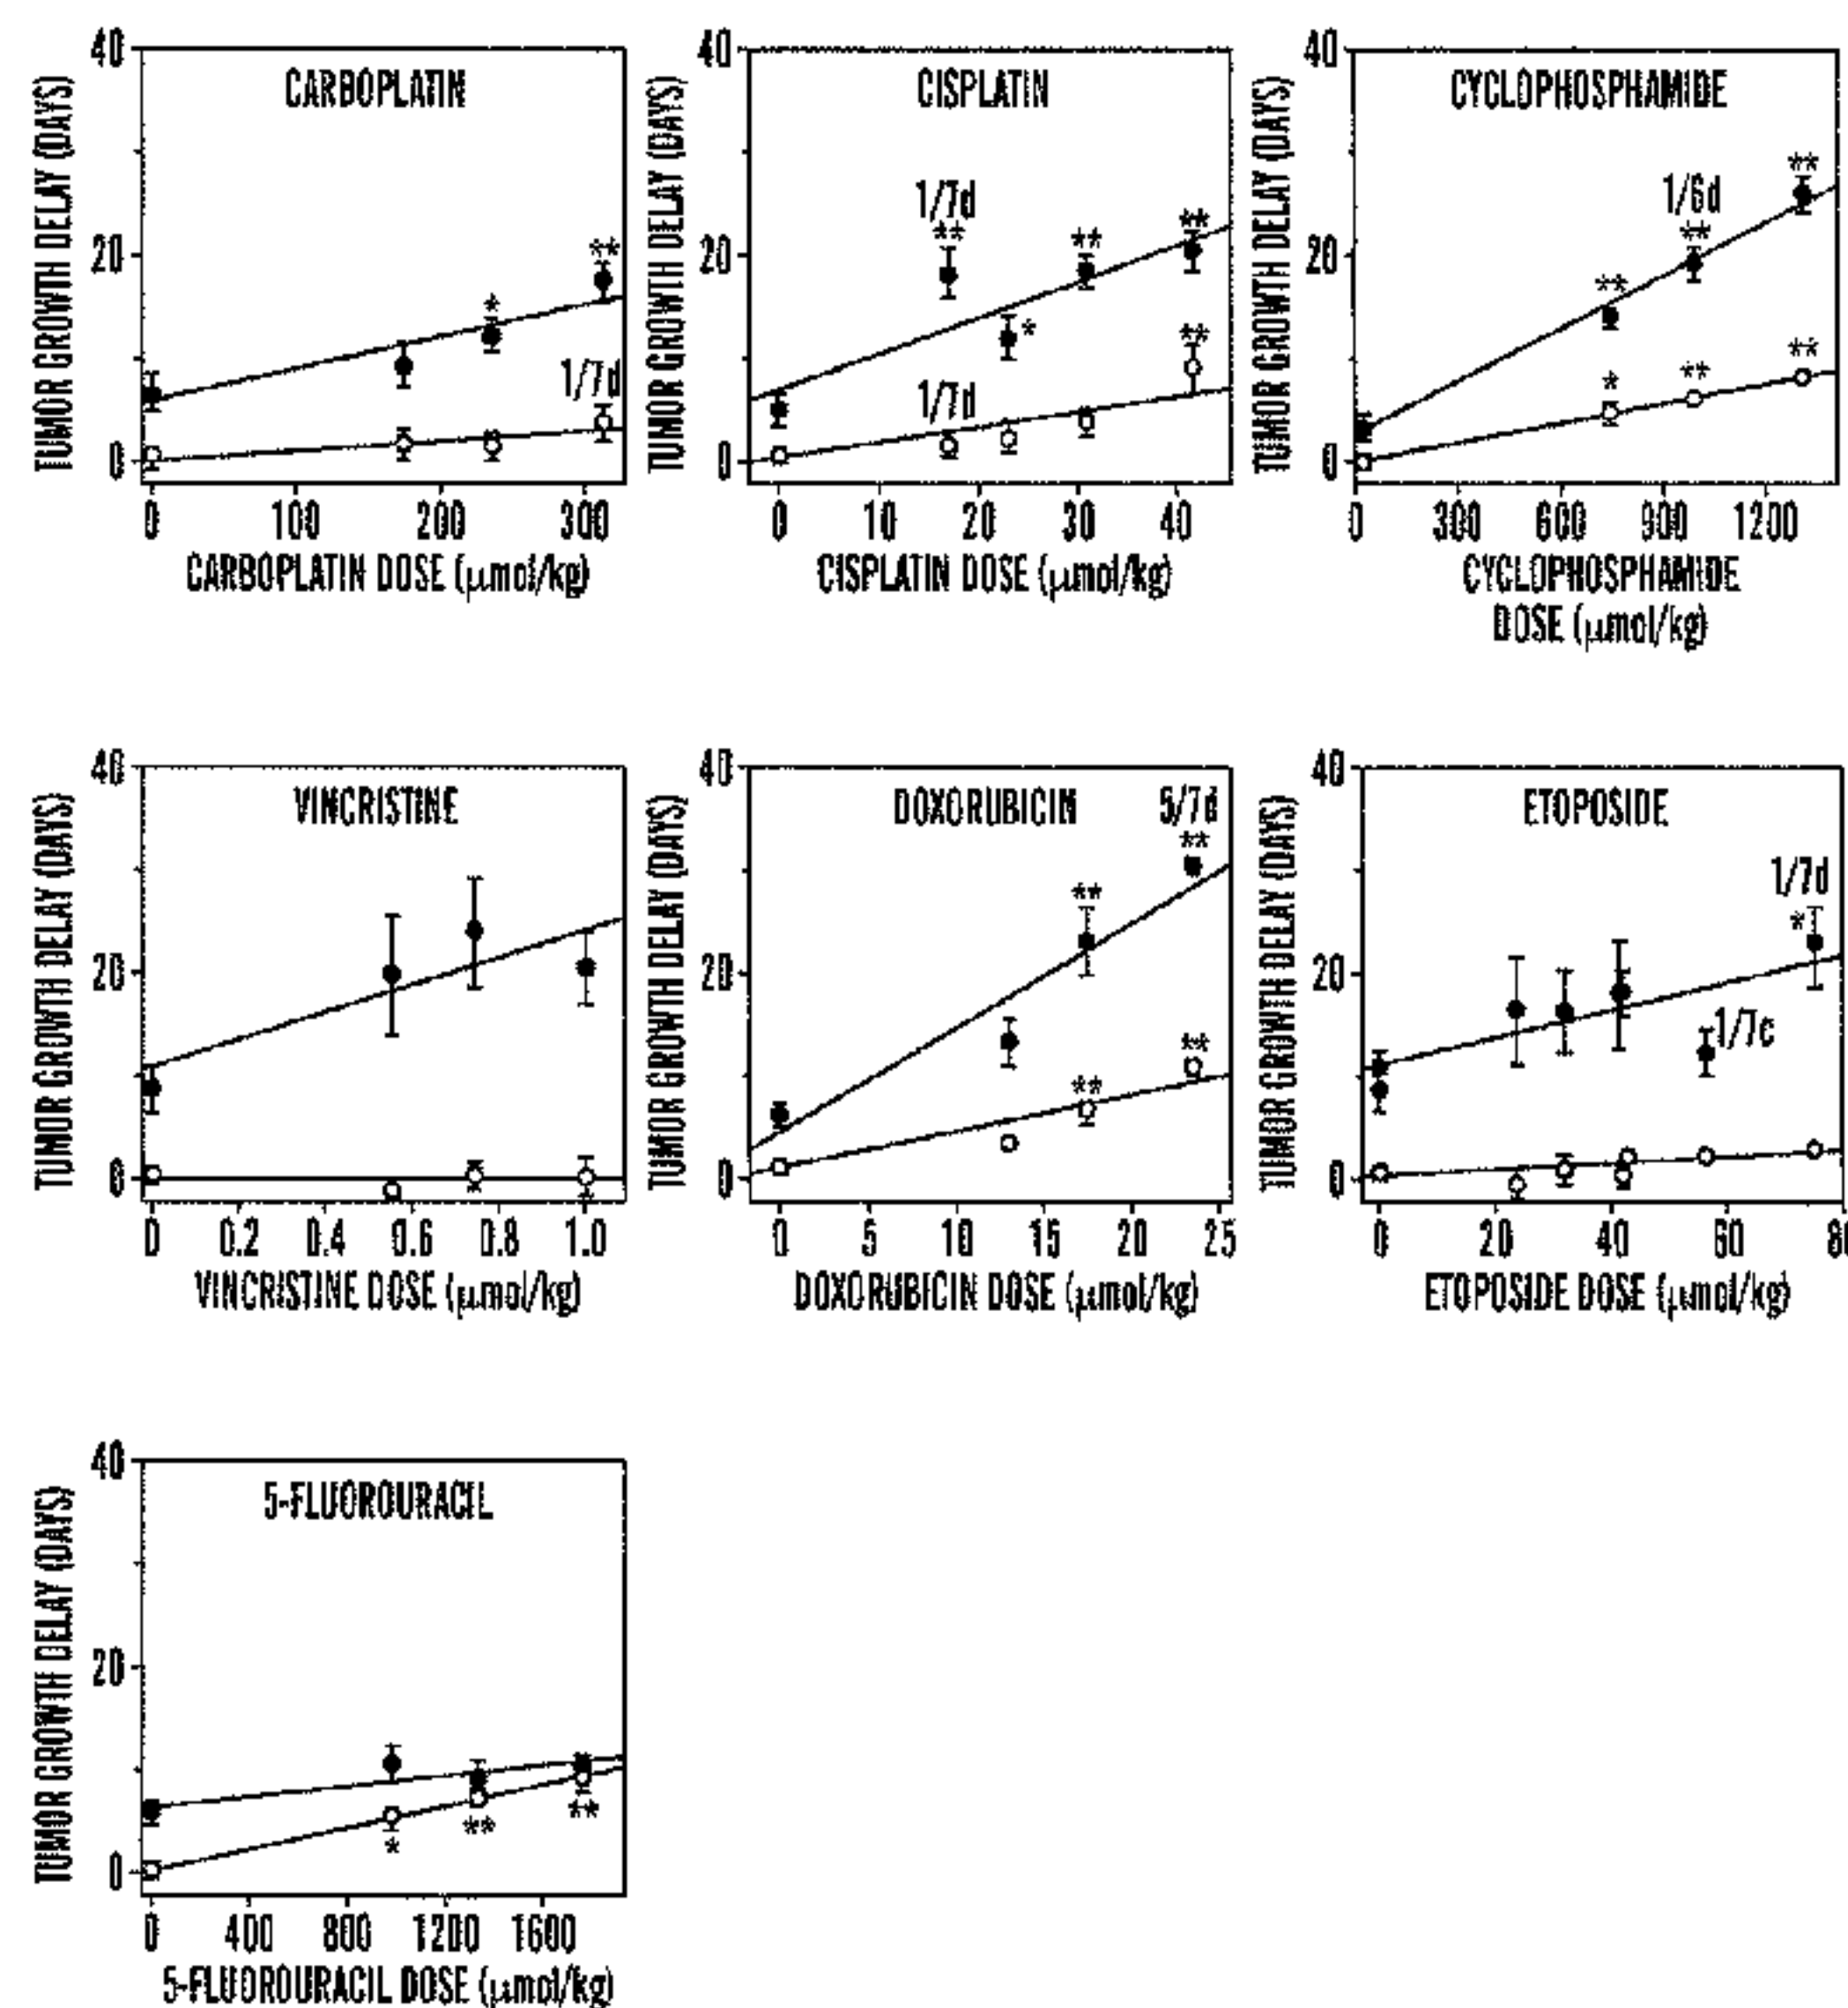 40
CARBOPLATIN
TUMOR GROWTH DELAY (DAYS)
20
**
*
1/7d
0
0 100 200 300
CARBOPLATIN DOSE (μmol/kg)
40
CISPLATIN
TUMOR GROWTH DELAY (DAYS)
1/7d
** ** **
20
*
**
1/7d
0
0 10 20 30 40
CISPLATIN DOSE (μmol/kg)
40
CYCLOPHOSPHAMIDE
TUMOR GROWTH DELAY (DAYS)
**
1/6d
**
20
**
* ** **
0
0 300 600 900 1200
CYCLOPHOSPHAMIDE
DOSE (μmol/kg)
40
VINCRISTINE
TUMOR GROWTH DELAY (DAYS)
20
0
0 0.2 0.4 0.6 0.8 1.0
VINCRISTINE DOSE (μmol/kg)
40
DOXORUBICIN 5/7d
TUMOR GROWTH DELAY (DAYS)
**
**
20
**
**
0
0 5 10 15 20 25
DOXORUBICIN DOSE (μmol/kg)
40
ETOPOSIDE
TUMOR GROWTH DELAY (DAYS)
1/7d
*
20
1/7c
0
0 20 40 60 80
ETOPOSIDE DOSE (μmol/kg)
40
5-FLUOROURACIL
TUMOR GROWTH DELAY (DAYS)
20
* ** **
0
0 400 800 1200 1600
5-FLUOROURACIL DOSE (μmol/kg)